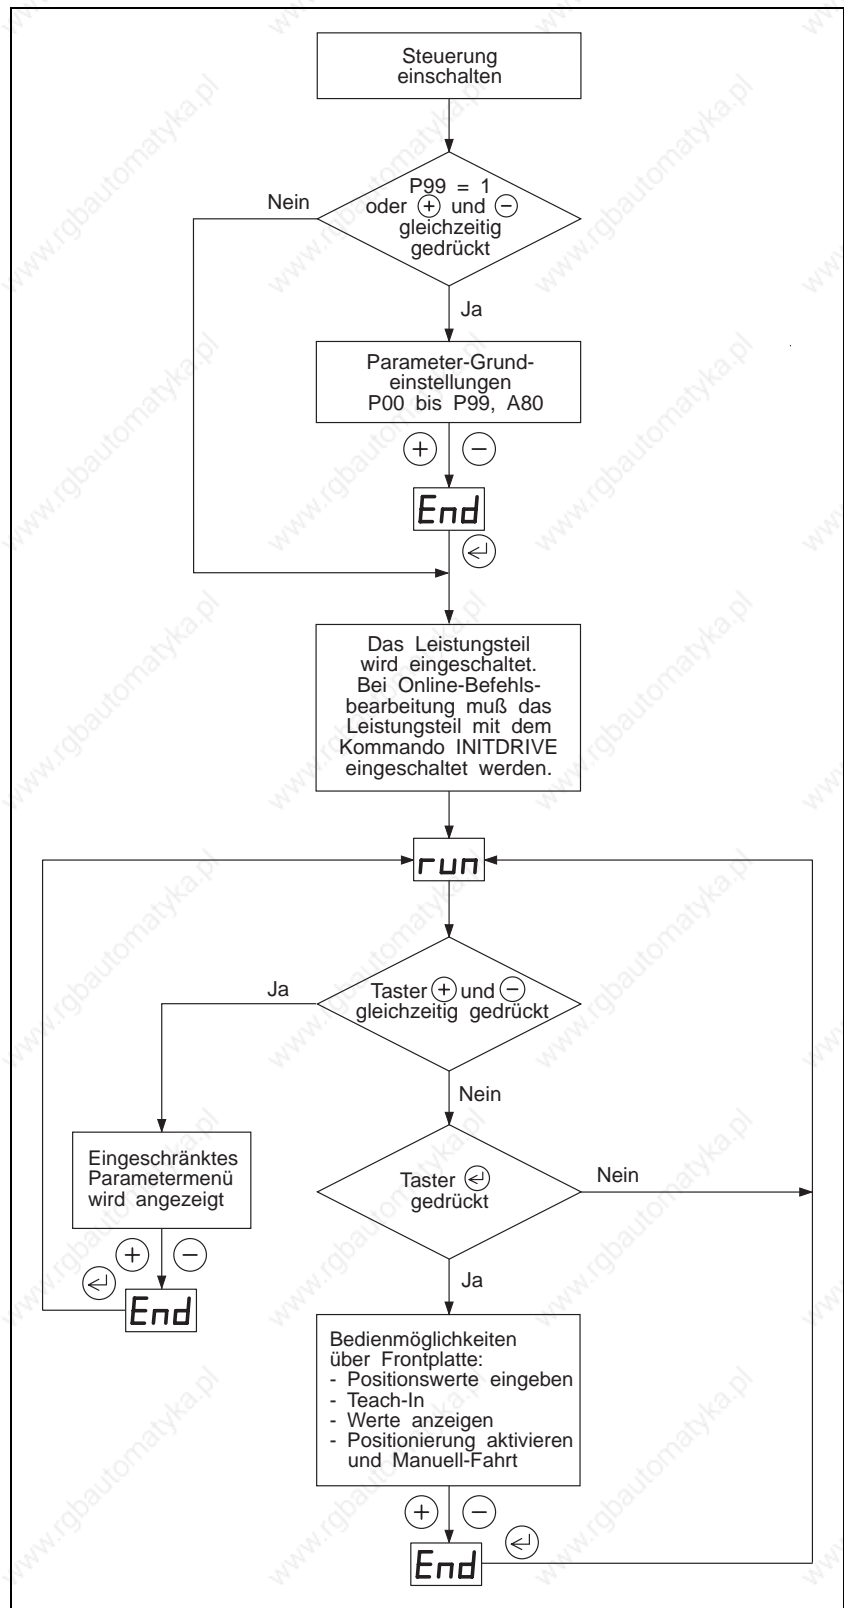 Steuerung
einschalten
P99 = 1
oder + und −
gleichzeitig
gedrückt
Nein
Ja
Parameter-Grund-
einstellungen
P00 bis P99, A80
+ −
End
Das Leistungsteil
wird eingeschaltet.
Bei Online-Befehls-
bearbeitung muß das
Leistungsteil mit dem
Kommando INITDRIVE
eingeschaltet werden.
run
Taster + und −
gleichzeitig gedrückt
Ja
Nein
Eingeschränktes
Parametermenü
wird angezeigt
+ −
End
Taster ↵
gedrückt
Nein
Ja
Bedienmöglichkeiten
über Frontplatte:
- Positionswerte eingeben
- Teach-In
- Werte anzeigen
- Positionierung aktivieren
und Manuell-Fahrt
+ −
End
www.rgbautomatyka.pl